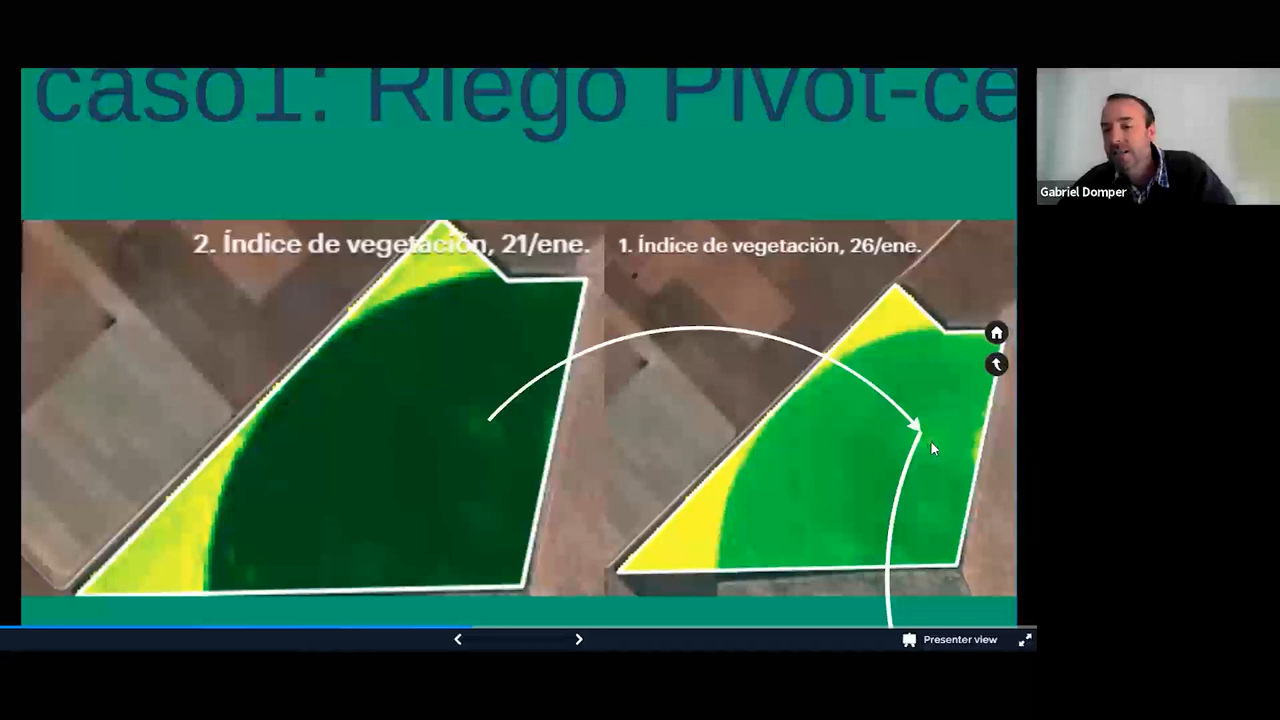 caso1: Riego Pivot-ce
2. Índice de vegetación, 21/ene.
1. Índice de vegetación, 26/ene.
Gabriel Domper
Presenter view